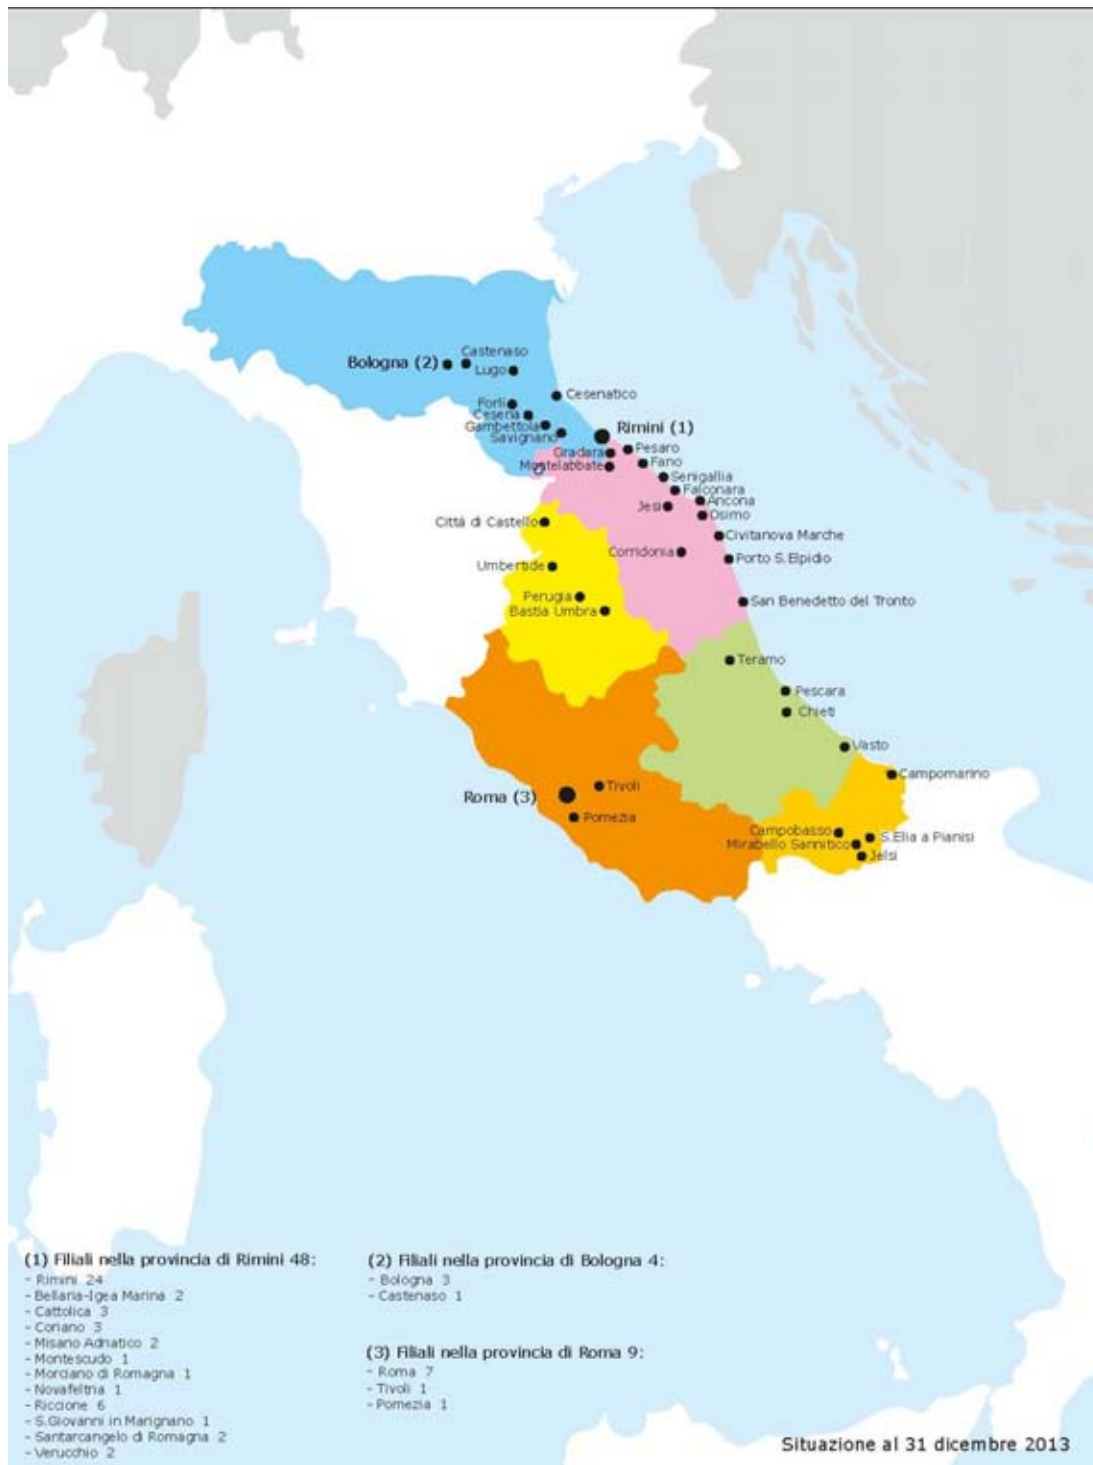 Castenaso
Bologna (2)
Lugo
Cesenatico
Forlì
Cesena
Gambettola
Savignano
Rimini (1)
Gradara
Pesaro
Montelabbate
Fano
Senigallia
Falconara
Ancona
Jesi
Osimo
Città di Castello
Civitanova Marche
Corridonia
Porto S.Elpidio
Umbertide
Perugia
Bastia Umbra
San Benedetto del Tronto
Teramo
Pescara
Chieti
Vasto
Campomarino
Tivoli
Roma (3)
Pomezia
Campobasso
S.Elia a Pianisi
Mirabello Sannitico
Jelsi
(1) Filiali nella provincia di Rimini 48:
- Rimini 24
- Bellaria-Igea Marina 2
- Cattolica 3
- Coriano 3
- Misano Adriatico 2
- Montescudo 1
- Morciano di Romagna 1
- Novafeltria 1
- Riccione 6
- S.Giovanni in Marignano 1
- Santarcangelo di Romagna 2
- Verucchio 2
(2) Filiali nella provincia di Bologna 4:
- Bologna 3
- Castenaso 1
(3) Filiali nella provincia di Roma 9:
- Roma 7
- Tivoli 1
- Pomezia 1
Situazione al 31 dicembre 2013